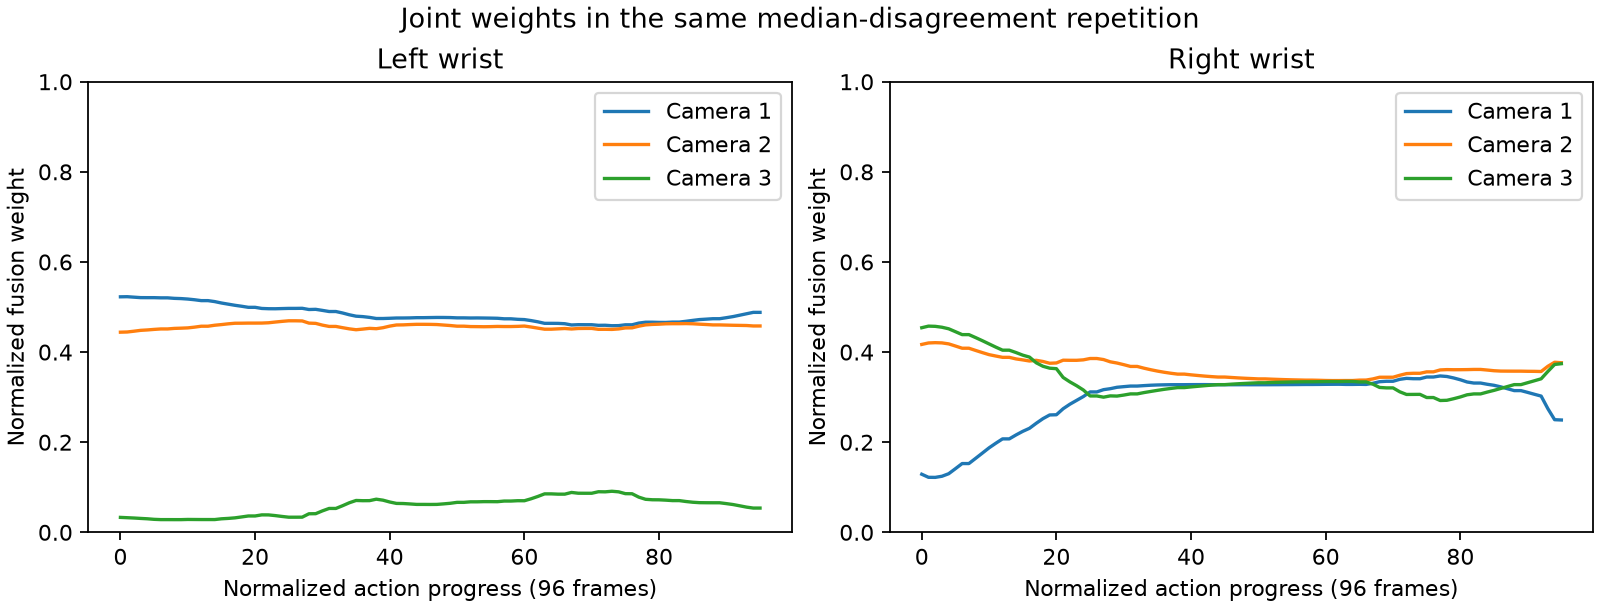 Joint weights in the same median-disagreement repetition
Left wrist
Normalized fusion weight
1.0
0.8
0.6
0.4
0.2
0.0
Camera 1
Camera 2
Camera 3
0 20 40 60 80
Normalized action progress (96 frames)
Right wrist
Normalized fusion weight
1.0
0.8
0.6
0.4
0.2
0.0
Camera 1
Camera 2
Camera 3
0 20 40 60 80
Normalized action progress (96 frames)